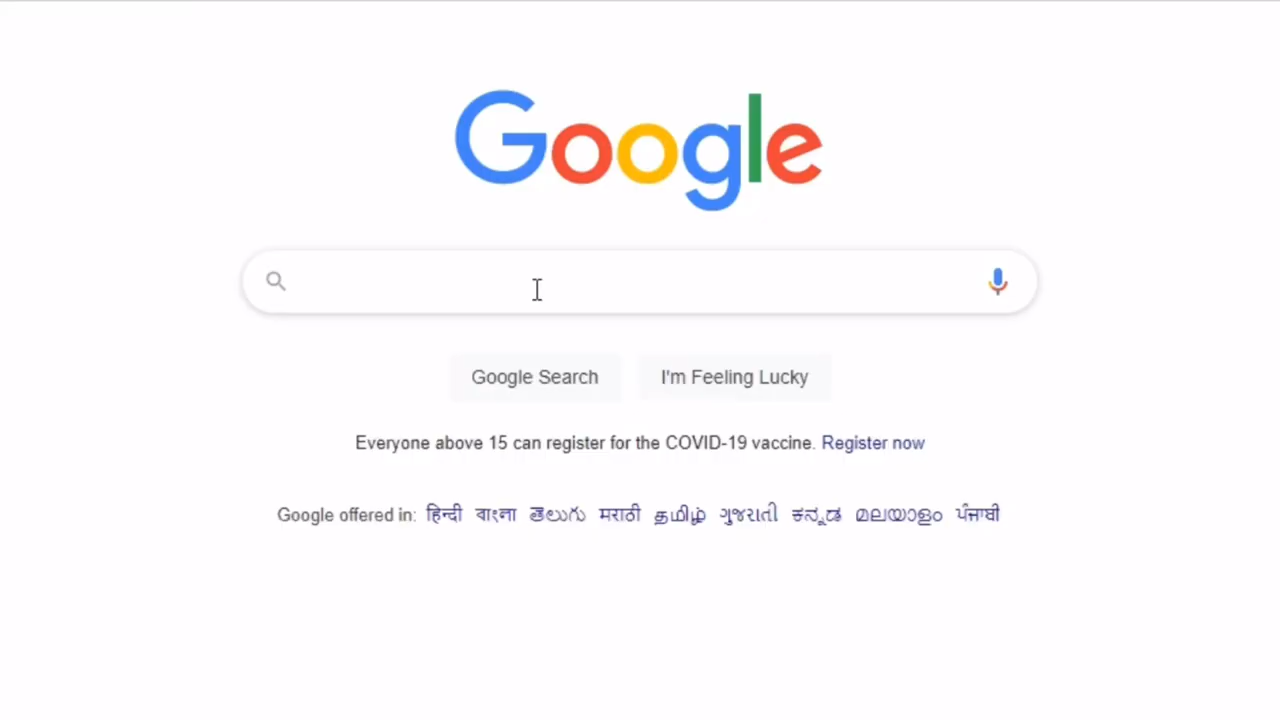 Google
Google Search I'm Feeling Lucky
Everyone above 15 can register for the COVID-19 vaccine. Register now
Google offered in: हिन्दी বাংলা తెలుగు मराठी தமிழ் ગુજરાતી ಕನ್ನಡ മലയാളം ਪੰਜਾਬੀ